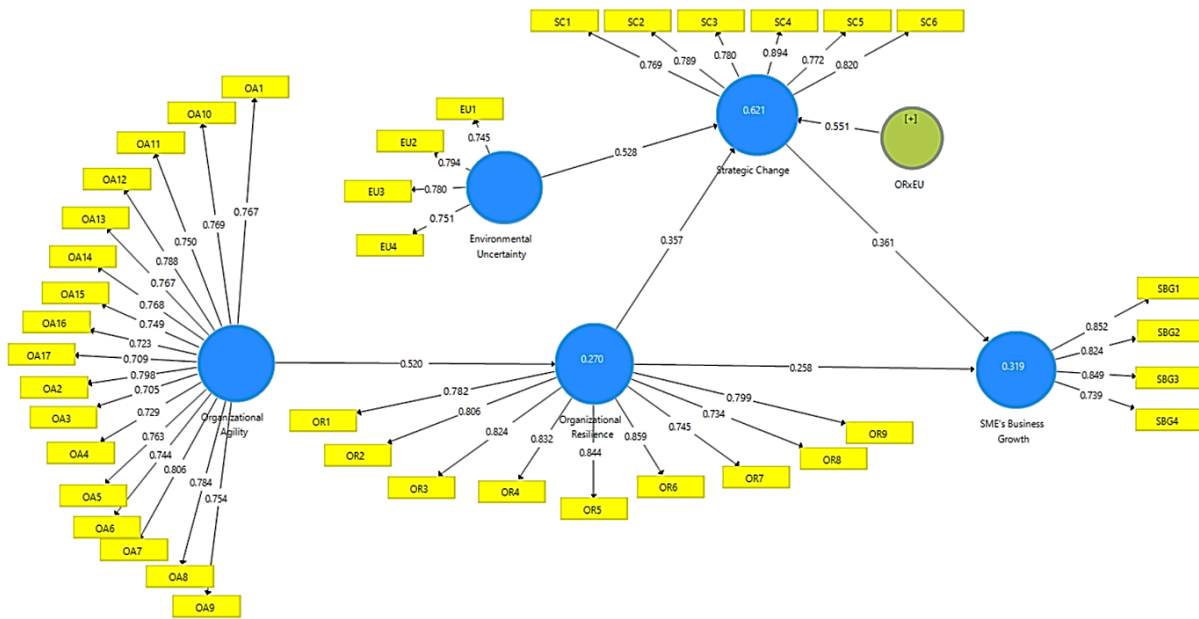 SC1
SC2
SC3
SC4
SC5
SC6
0.769
0.789
0.780
0.894
0.772
0.820
0.621
Strategic Change
[+]
ORxEU
0.551
EU1
EU2
EU3
EU4
0.745
0.794
0.780
0.751
Environmental
Uncertainty
0.528
0.357
0.361
OA1
OA10
OA11
OA12
OA13
OA14
OA15
OA16
OA17
OA2
OA3
OA4
OA5
OA6
OA7
OA8
OA9
0.767
0.769
0.750
0.788
0.767
0.768
0.749
0.723
0.709
0.798
0.705
0.729
0.763
0.744
0.806
0.784
0.754
Organizational
Agility
0.520
0.270
Organizational
Resilience
0.258
OR1
OR2
OR3
OR4
OR5
OR6
OR7
OR8
OR9
0.782
0.806
0.824
0.832
0.844
0.859
0.745
0.734
0.799
0.319
SME's Business
Growth
SBG1
SBG2
SBG3
SBG4
0.852
0.824
0.849
0.739